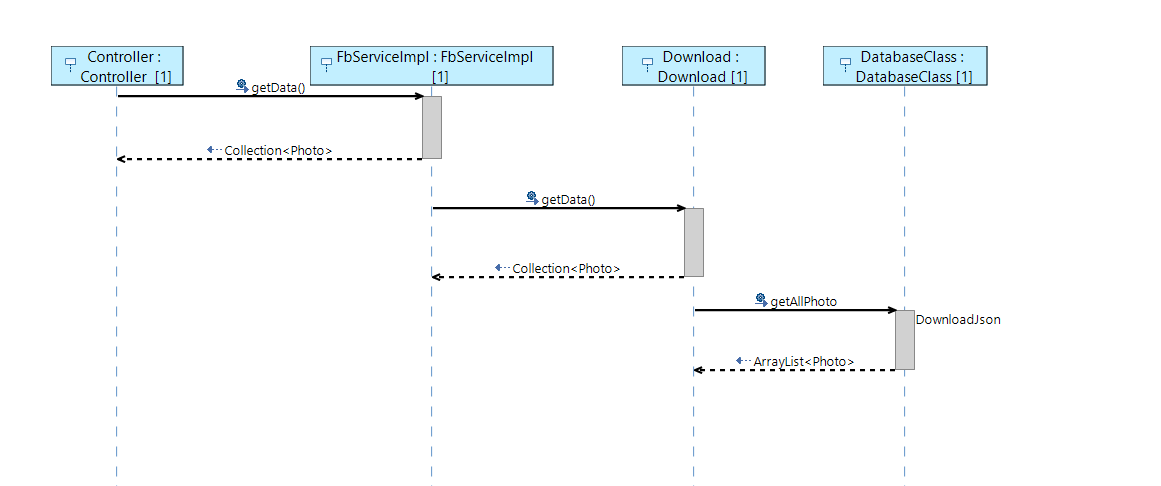 Controller :
Controller [1]
FbServiceImpl : FbServiceImpl
[1]
Download :
Download [1]
DatabaseClass :
DatabaseClass [1]
getData()
Collection<Photo>
getData()
Collection<Photo>
getAllPhoto
DownloadJson
ArrayList<Photo>